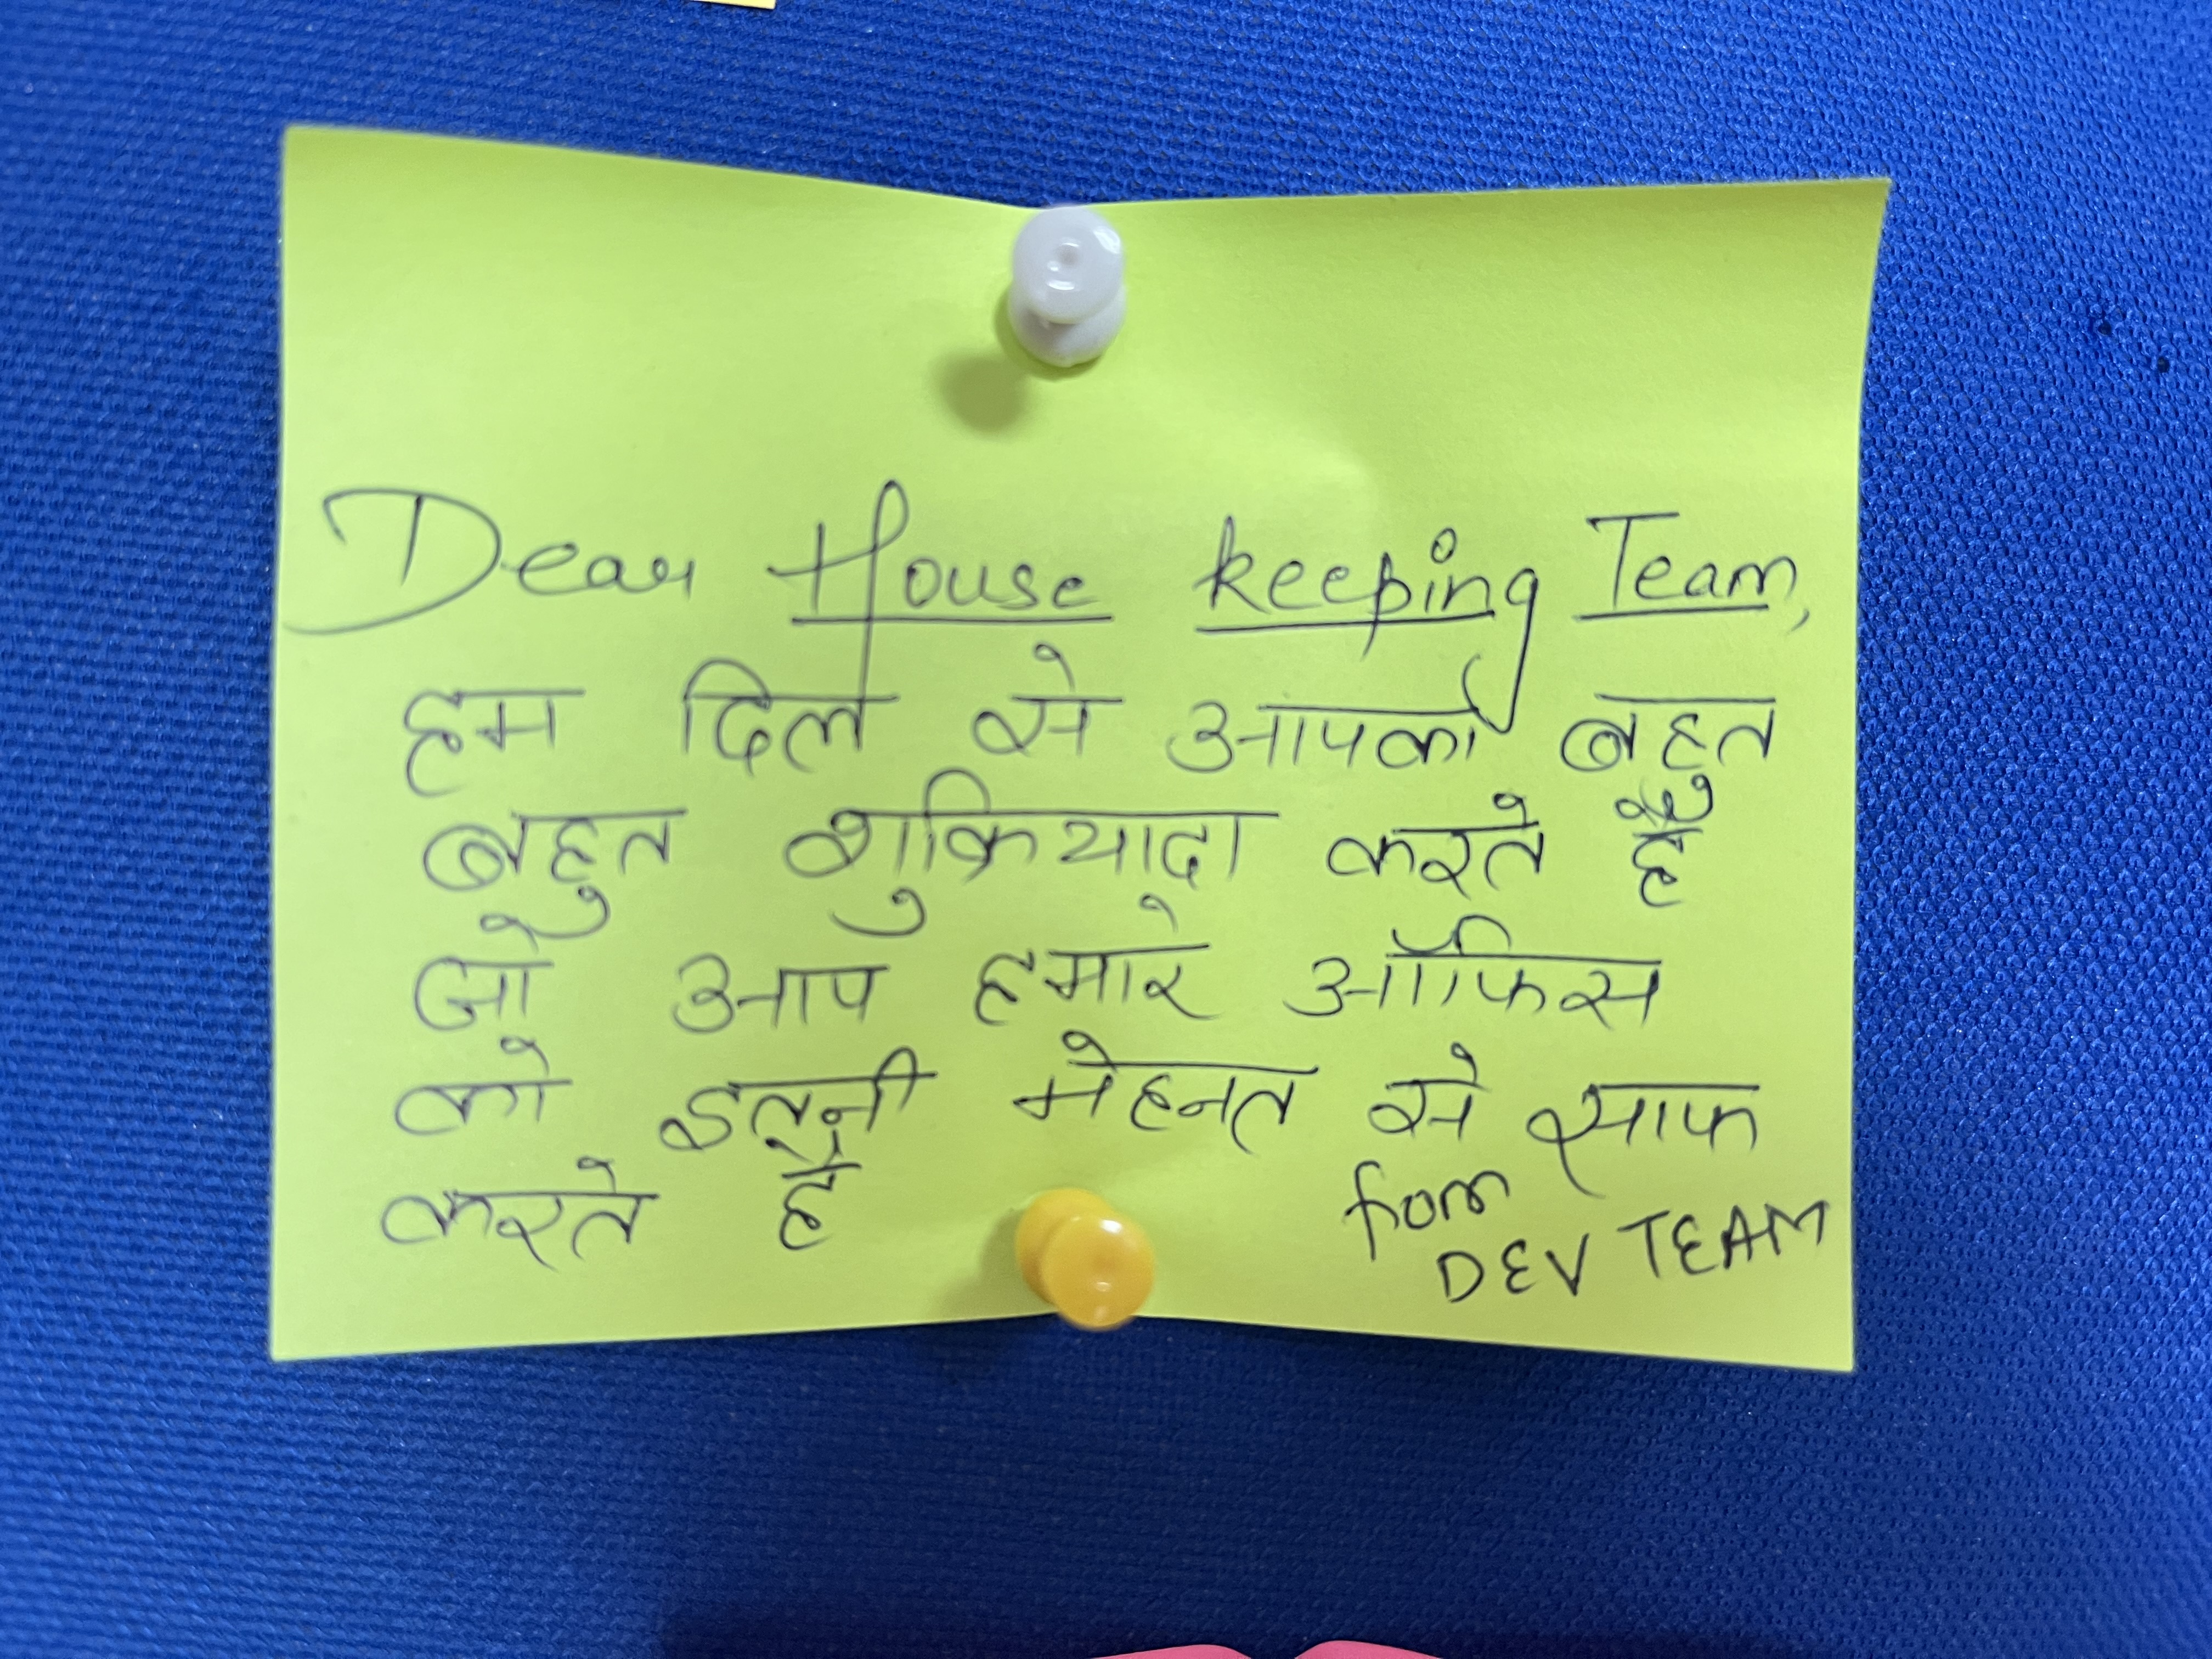 Dear House keeping Team,
हम दिल से आपका बहुत
बहुत शुक्रियादा करते है
जो आप हमारे ऑफिस
को इतनी मेहनत से साफ
करते है
from
DEV TEAM